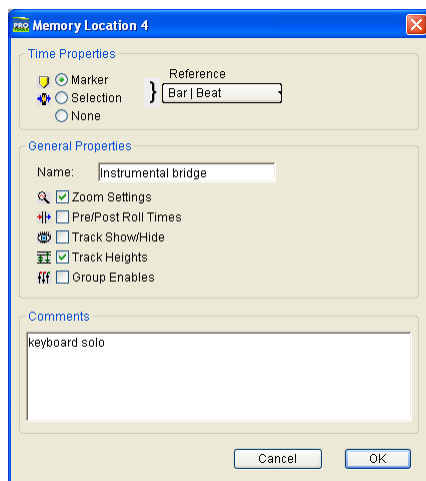 PRO TOOLS Memory Location 4
Time Properties
Marker
Selection
None
Reference
Bar | Beat
General Properties
Name: Instrumental bridge
Zoom Settings
Pre/Post Roll Times
Track Show/Hide
Track Heights
Group Enables
Comments
keyboard solo
Cancel OK